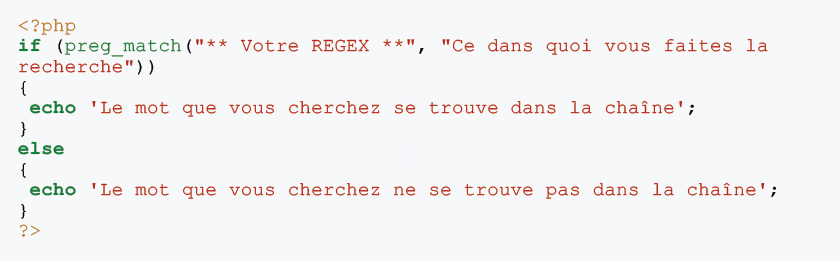 <?php
if (preg_match("** Votre REGEX **", "Ce dans quoi vous faites la
recherche"))
{
 echo 'Le mot que vous cherchez se trouve dans la chaîne';
}
else
{
 echo 'Le mot que vous cherchez ne se trouve pas dans la chaîne';
}
?>